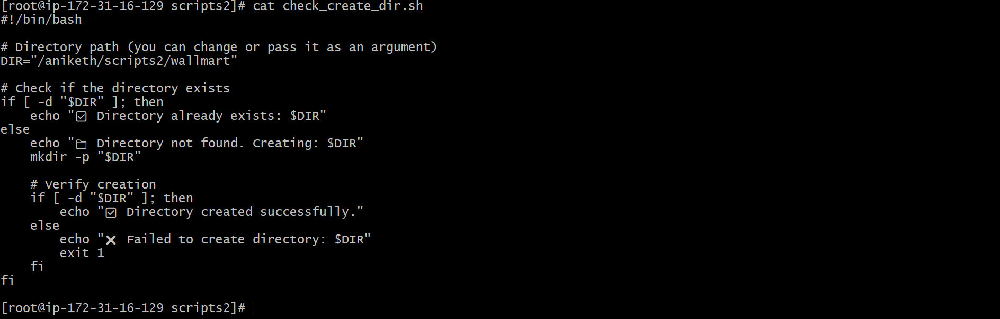 [root@ip-172-31-16-129 scripts2]# cat check_create_dir.sh
#!/bin/bash

# Directory path (you can change or pass it as an argument)
DIR="/aniketh/scripts2/wallmart"

# Check if the directory exists
if [ -d "$DIR" ]; then
    echo "☑ Directory already exists: $DIR"
else
    echo "🗀 Directory not found. Creating: $DIR"
    mkdir -p "$DIR"

    # Verify creation
    if [ -d "$DIR" ]; then
        echo "☑ Directory created successfully."
    else
        echo "❌ Failed to create directory: $DIR"
        exit 1
    fi
fi

[root@ip-172-31-16-129 scripts2]#